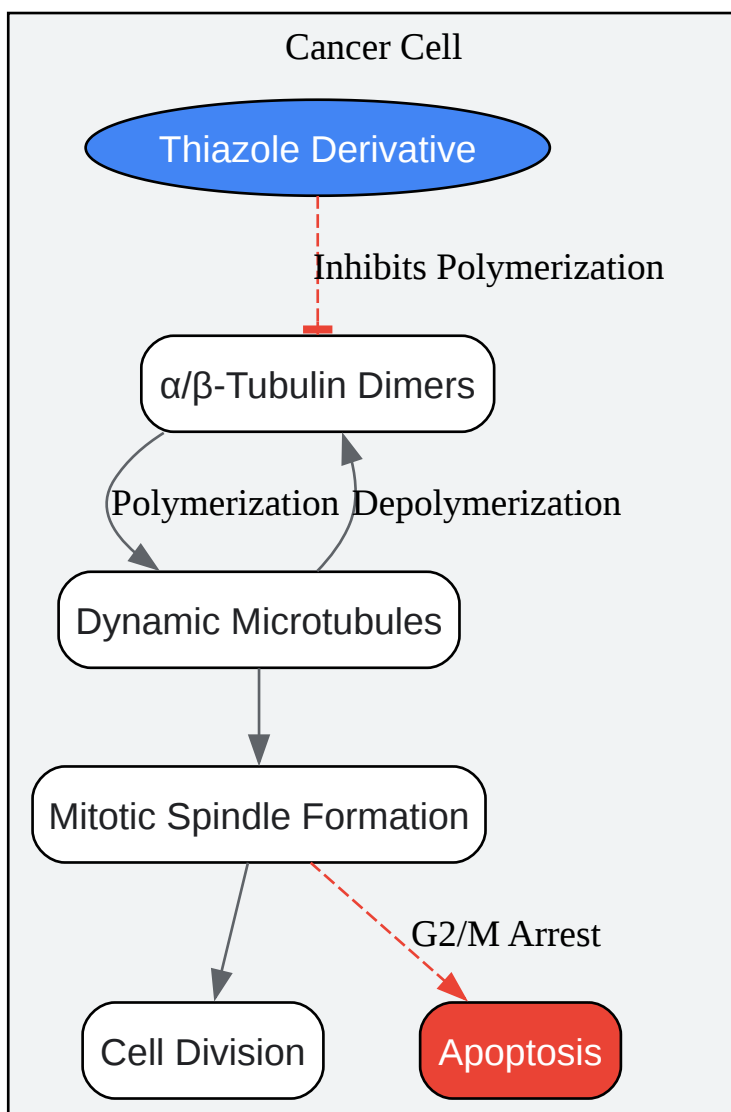 Cancer Cell
Thiazole Derivative
Inhibits Polymerization
α/β-Tubulin Dimers
Polymerization
Depolymerization
Dynamic Microtubules
Mitotic Spindle Formation
G2/M Arrest
Cell Division
Apoptosis